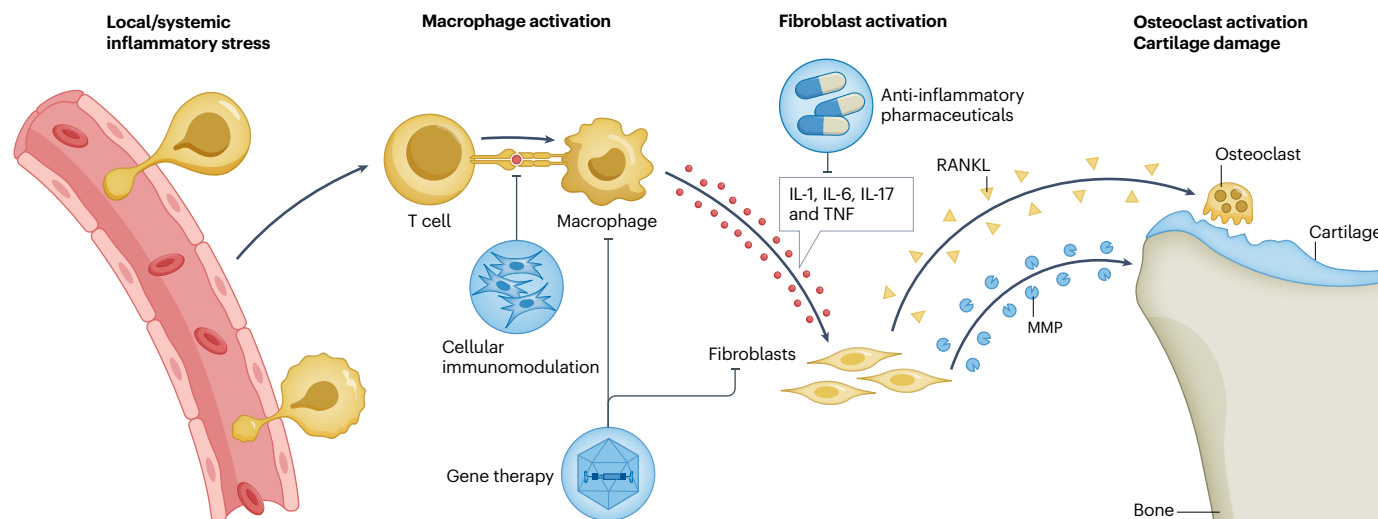 Local/systemic
inflammatory stress
Macrophage activation
Fibroblast activation
Osteoclast activation
Cartilage damage
Anti-inflammatory
pharmaceuticals
T cell
Macrophage
IL-1, IL-6, IL-17
and TNF
RANKL
Osteoclast
Cartilage
MMP
Cellular
immunomodulation
Fibroblasts
Gene therapy
Bone